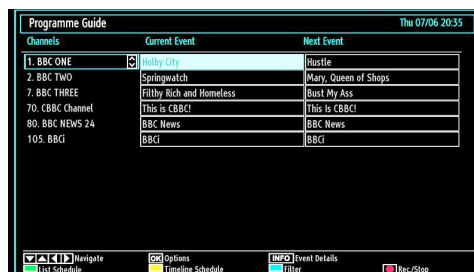 Programme Guide Thu 07/06 20:35
Channels Current Event Next Event
1. BBC ONE Holby City Hustle
2. BBC TWO Springwatch Mary, Queen of Shops
7. BBC THREE Filthy Rich and Homeless Bust My Ass
70. CBBC Channel This is CBBC! This Is CBBC!
80. BBC NEWS 24 BBC News BBC News
105. BBCi BBCi BBCi
Navigate OK Options INFO Event Details
List Schedule Timeline Schedule Filter Rec/Stop